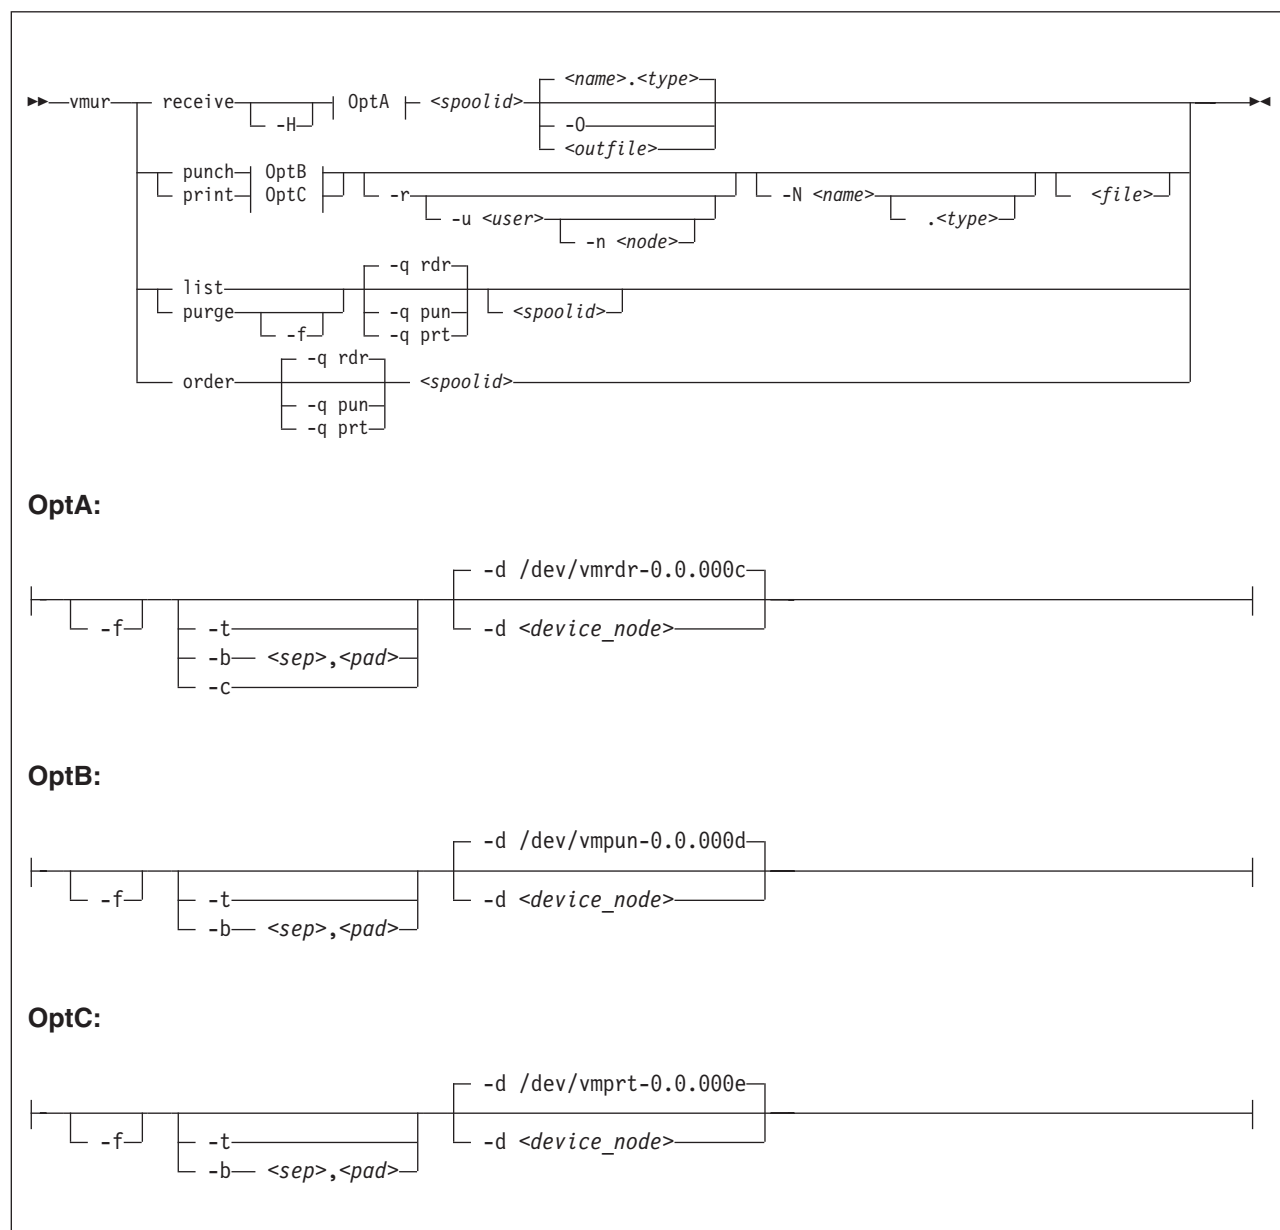 <name>.<type>
vmur receive OptA <spoolid>
-H -O
<outfile>
punch OptB
print OptC -r -N <name> <file>
-u <user> .<type>
-n <node>
-q rdr
list
purge -q pun <spoolid>
-f -q prt
-q rdr
order <spoolid>
-q pun
-q prt
OptA:
-d /dev/vmrdr-0.0.000c
-f -t -d <device_node>
-b <sep>,<pad>
-c
OptB:
-d /dev/vmpun-0.0.000d
-f -t -d <device_node>
-b <sep>,<pad>
OptC:
-d /dev/vmprt-0.0.000e
-f -t -d <device_node>
-b <sep>,<pad>